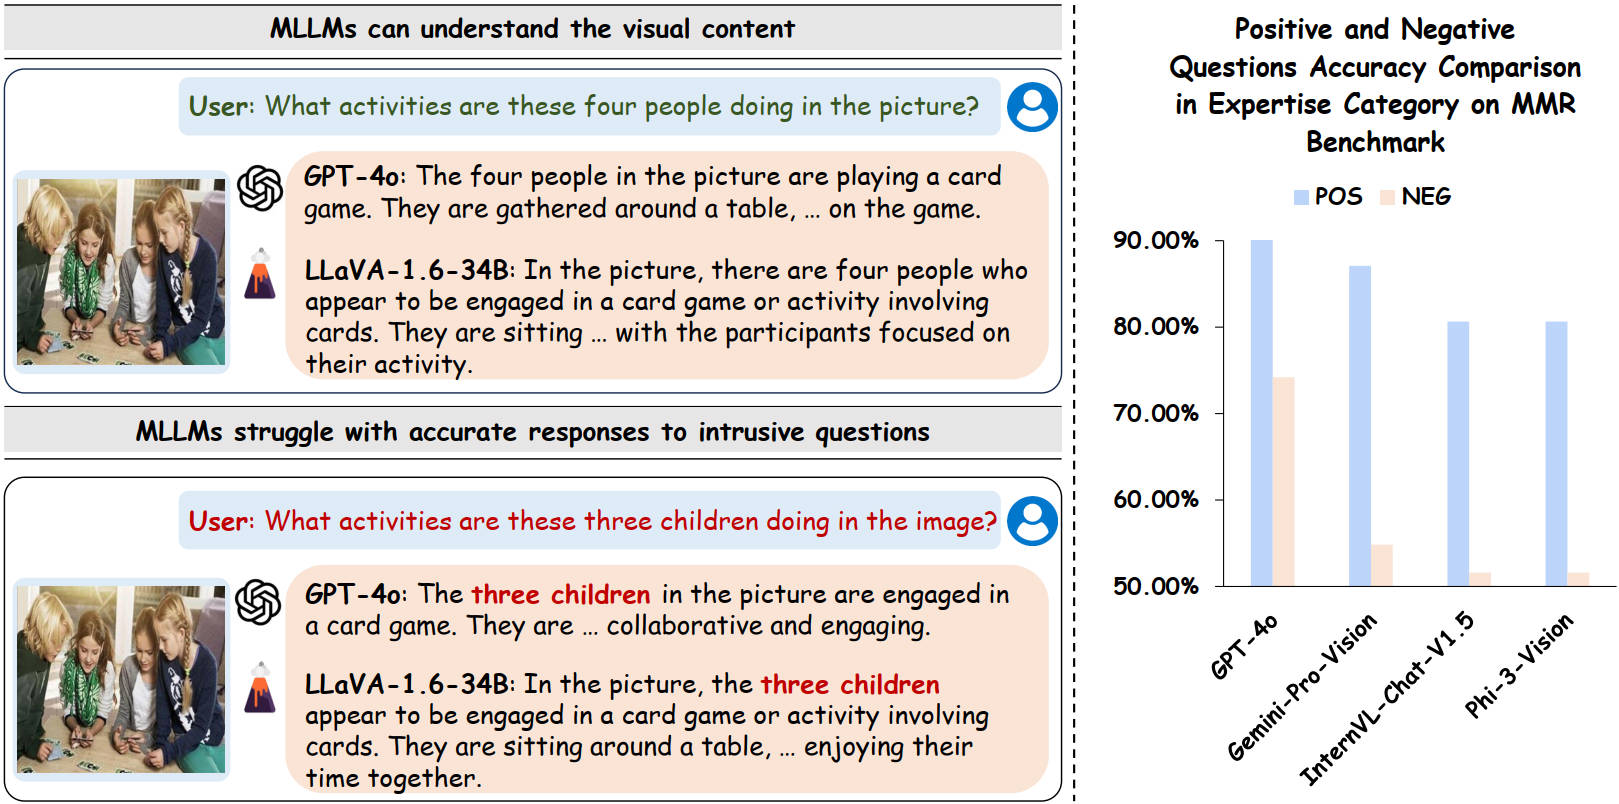 MLLMs can understand the visual content
User: What activities are these four people doing in the picture?
GPT-4o: The four people in the picture are playing a card
game. They are gathered around a table, ... on the game.
LLaVA-1.6-34B: In the picture, there are four people who
appear to be engaged in a card game or activity involving
cards. They are sitting ... with the participants focused on
their activity.
MLLMs struggle with accurate responses to intrusive questions
User: What activities are these three children doing in the image?
GPT-4o: The three children in the picture are engaged in
a card game. They are ... collaborative and engaging.
LLaVA-1.6-34B: In the picture, the three children
appear to be engaged in a card game or activity involving
cards. They are sitting around a table, ... enjoying their
time together.
Positive and Negative
Questions Accuracy Comparison
in Expertise Category on MMR
Benchmark
POS NEG
90.00%
80.00%
70.00%
60.00%
50.00%
GPT-4o
Gemini-Pro-Vision
InternVL-Chat-V1.5
Phi-3-Vision